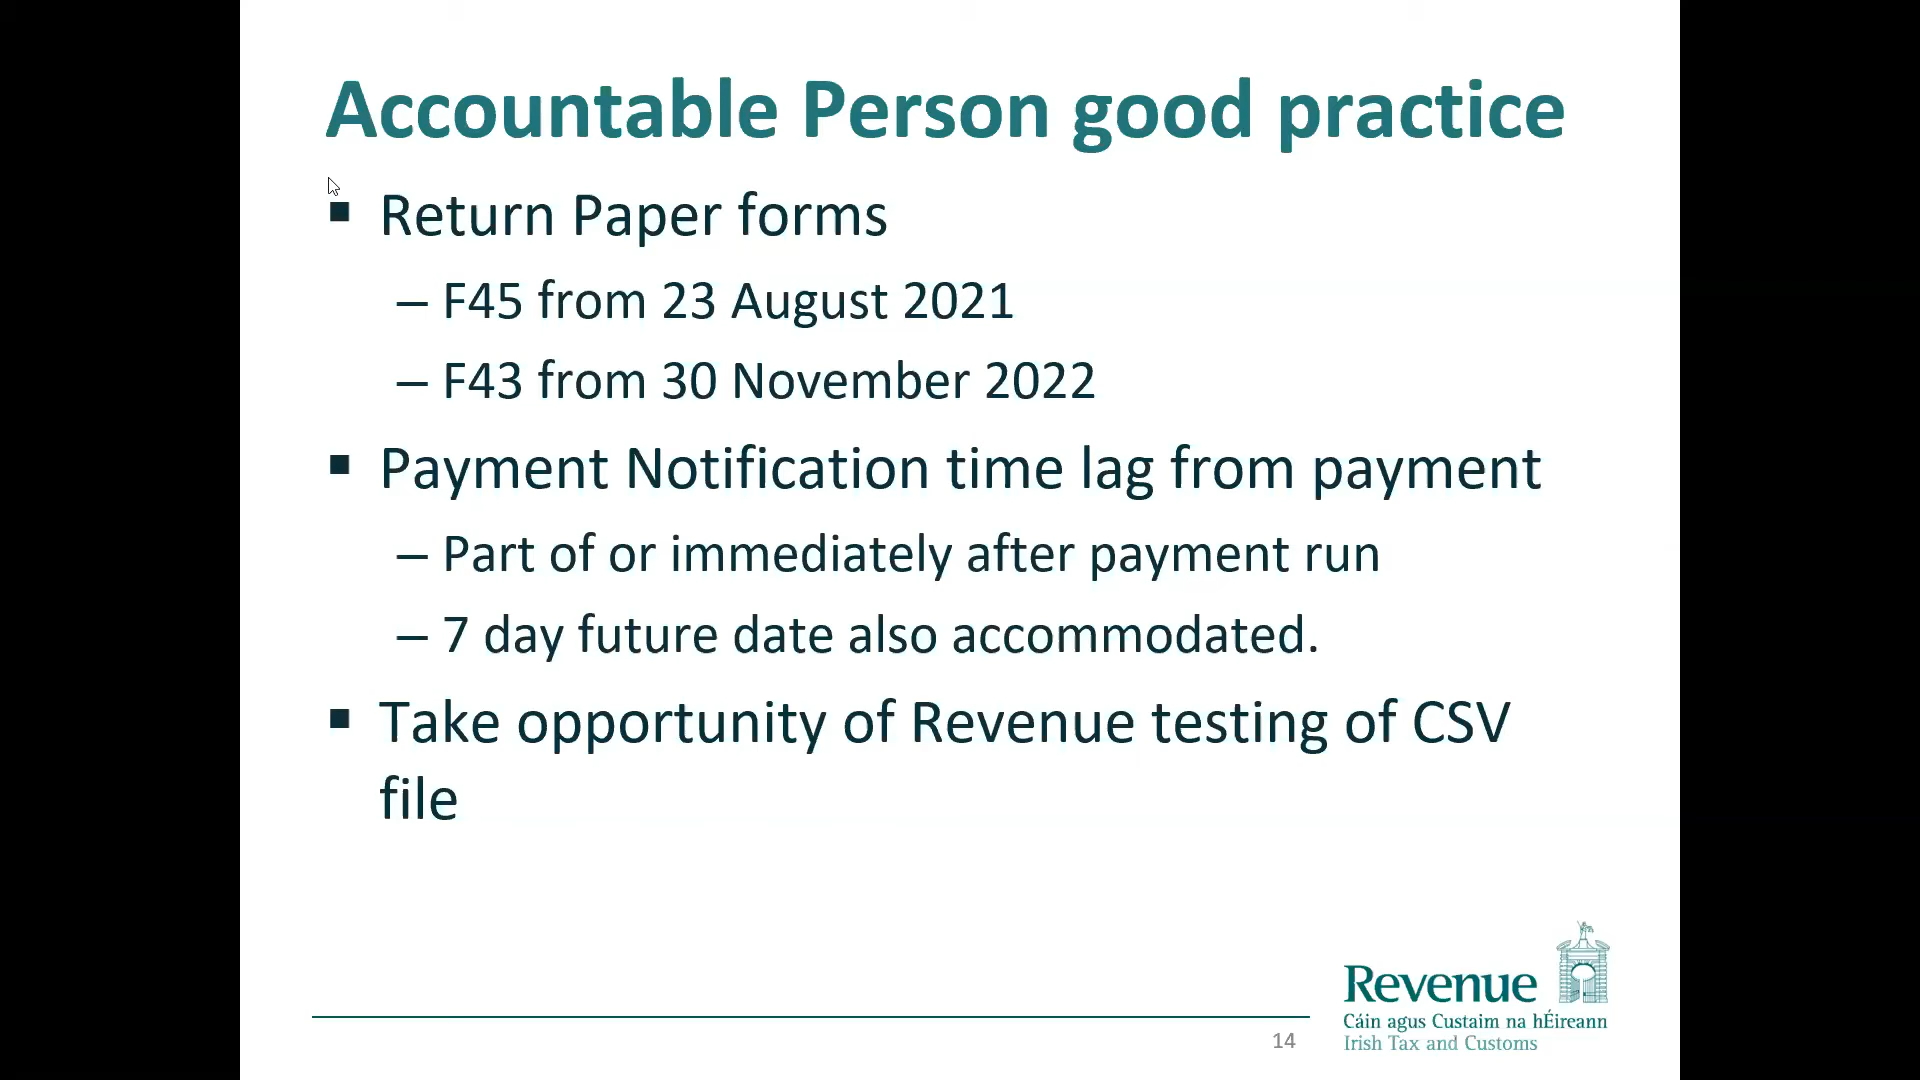 Accountable Person good practice
▪ Return Paper forms
– F45 from 23 August 2021
– F43 from 30 November 2022
▪ Payment Notification time lag from payment
– Part of or immediately after payment run
– 7 day future date also accommodated.
▪ Take opportunity of Revenue testing of CSV
file
Revenue
Cáin agus Custaim na hÉireann
Irish Tax and Customs
14